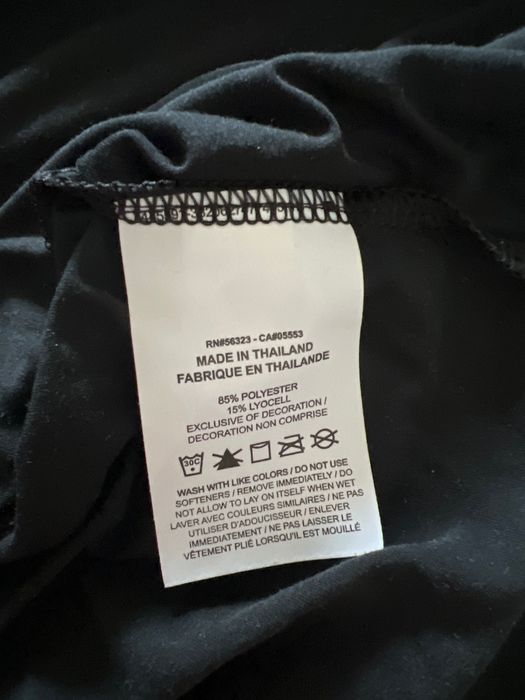 RN#56323 - CA#05553
MADE IN THAILAND
FABRIQUE EN THAILANDE
85% POLYESTER
15% LYOCELL
EXCLUSIVE OF DECORATION /
DECORATION NON COMPRISE
30C
WASH WITH LIKE COLORS / DO NOT USE
SOFTENERS / REMOVE IMMEDIATELY / DO
NOT ALLOW TO LAY ON ITSELF WHEN WET
LAVER AVEC COULEURS SIMILAIRES / NE PAS
UTILISER D'ADOUCISSEUR / ENLEVER
IMMÉDIATEMENT / NE PAS LAISSER LE
VÊTEMENT PLIÉ LORSQU'IL EST MOUILLÉ